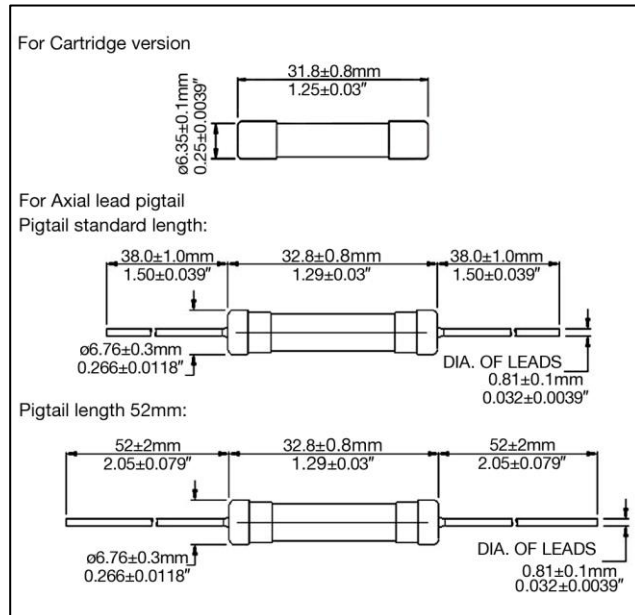 For Cartridge version
31.8±0.8mm
1.25±0.03″
ø6.35±0.1mm
0.25±0.0039″
For Axial lead pigtail
Pigtail standard length:
38.0±1.0mm
1.50±0.039″
32.8±0.8mm
1.29±0.03″
38.0±1.0mm
1.50±0.039″
ø6.76±0.3mm
0.266±0.0118″
DIA. OF LEADS
0.81±0.1mm
0.032±0.0039″
Pigtail length 52mm:
52±2mm
2.05±0.079″
32.8±0.8mm
1.29±0.03″
52±2mm
2.05±0.079″
ø6.76±0.3mm
0.266±0.0118″
DIA. OF LEADS
0.81±0.1mm
0.032±0.0039″